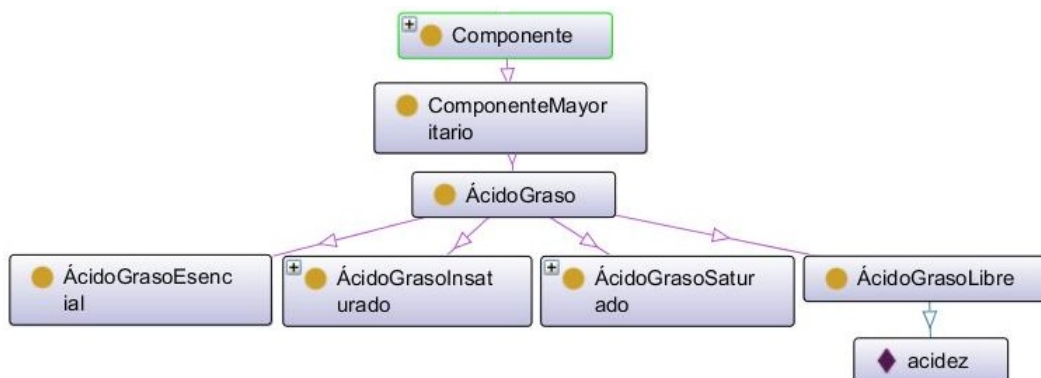 Componente
ComponenteMayor
itario
ÁcidoGraso
ÁcidoGrasoEsenc
ial
ÁcidoGrasoInsat
urado
ÁcidoGrasoSatur
ado
ÁcidoGrasoLibre
acidez